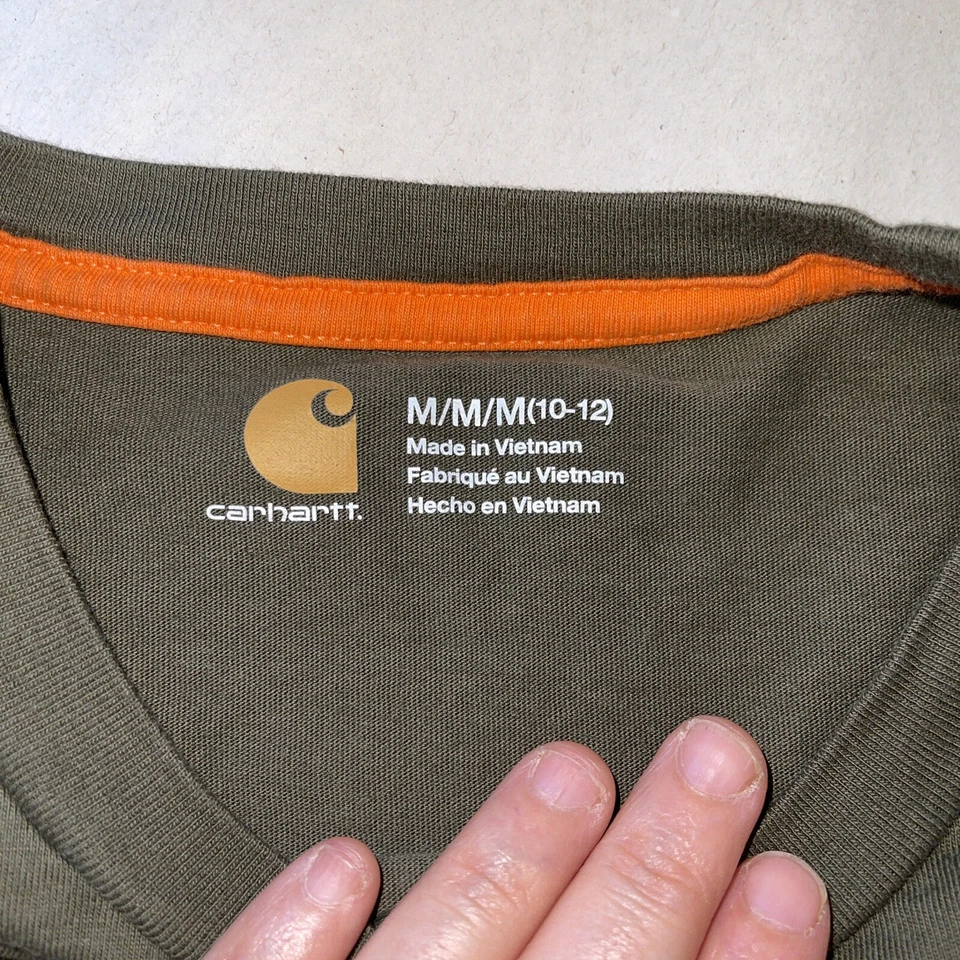 carhartt.
M/M/M(10-12)
Made in Vietnam
Fabriqué au Vietnam
Hecho en Vietnam